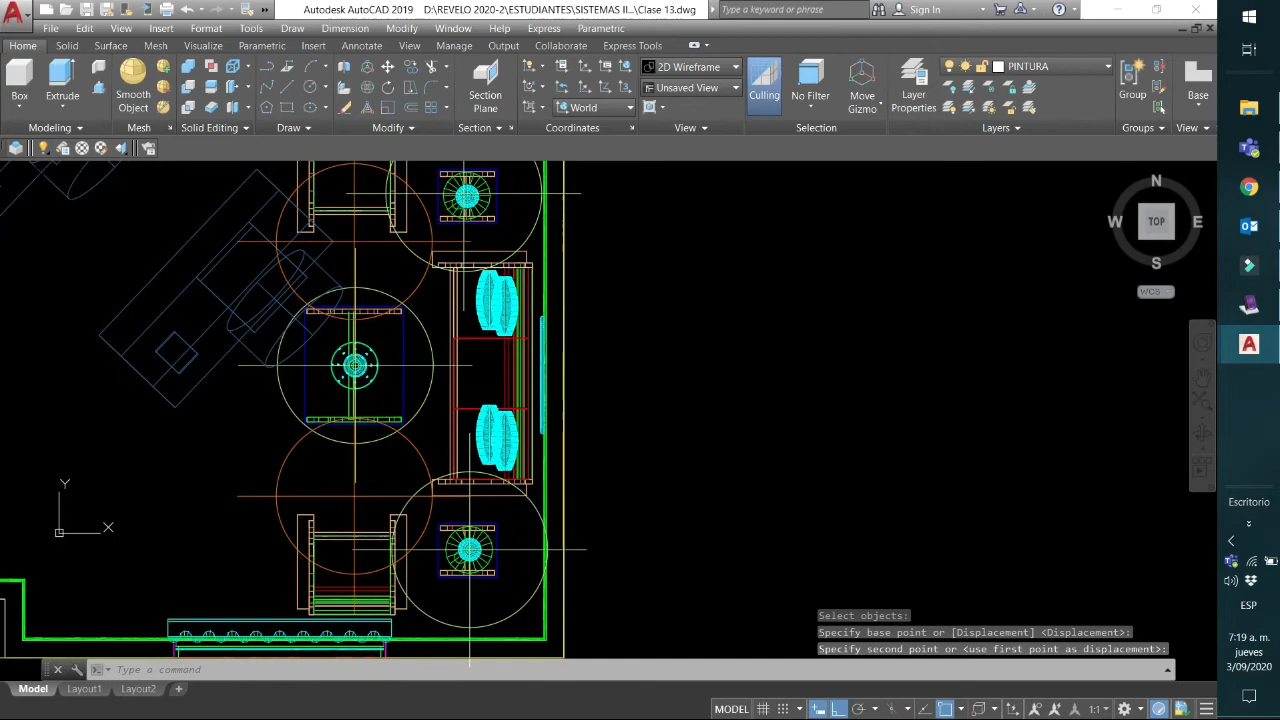 Autodesk AutoCAD 2019 D:\REVELO 2020-2\ESTUDIANTES\SISTEMAS II...\Clase 13.dwg
Type a keyword or phrase
Sign In
File Edit View Insert Format Tools Draw Dimension Modify Window Help Express Parametric
Home Solid Surface Mesh Visualize Parametric Insert Annotate View Manage Output Collaborate Express Tools
2D Wireframe
PINTURA
Unsaved View
Box Extrude Smooth Object Section Plane World Culling No Filter Move Gizmo Layer Properties Group Base
Modeling Mesh Solid Editing Draw Modify Section Coordinates View Selection Layers Groups View
N
W TOP E
S
WCS
Y
X
Select objects:
Specify base point or [Displacement] <Displacement>:
Specify second point or <use first point as displacement>:
Type a command
Model Layout1 Layout2 +
MODEL
1:1
Escritorio
ESP
7:19 a. m.
jueves
3/09/2020